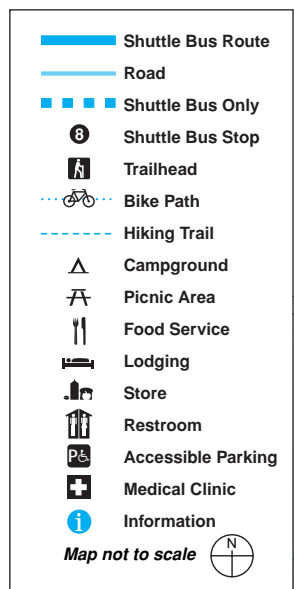 Shuttle Bus Route
Road
Shuttle Bus Only
8 Shuttle Bus Stop
Trailhead
Bike Path
Hiking Trail
Campground
Picnic Area
Food Service
Lodging
Store
Restroom
P Accessible Parking
Medical Clinic
i Information
Map not to scale N